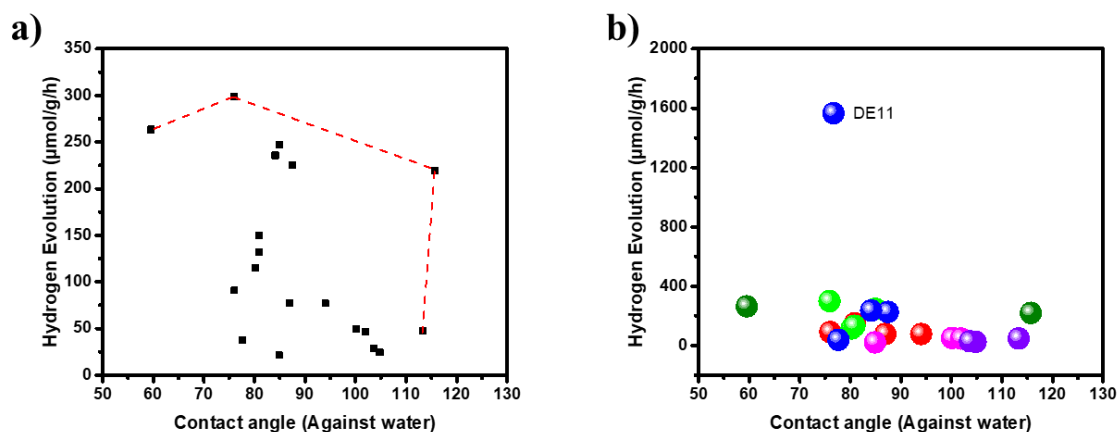 a)
Hydrogen Evolution (μmol/g/h)
350
300
250
200
150
100
50
0
50 60 70 80 90 100 110 120 130
Contact angle (Against water)
b)
Hydrogen Evolution (μmol/g/h)
2000
1600
1200
800
400
0
DE11
50 60 70 80 90 100 110 120 130
Contact angle (Against water)